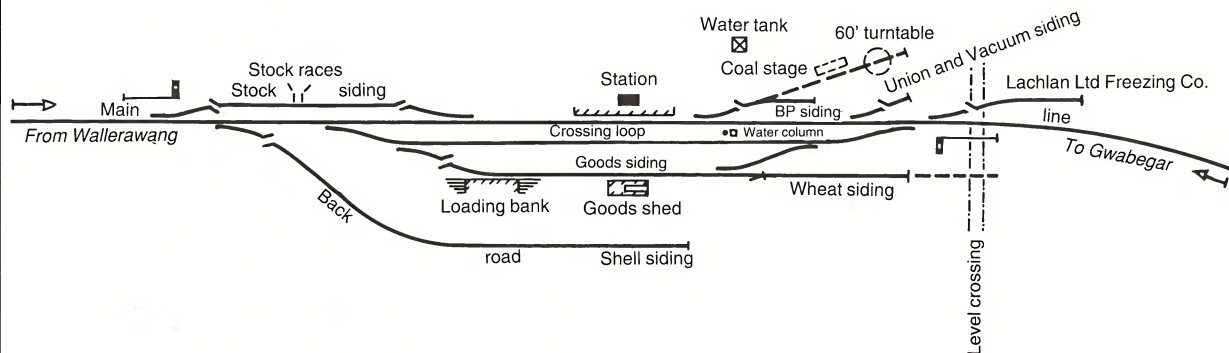 Water tank
60' turntable
Union and Vacuum siding
Coal stage
Stock races
Stock siding
Station
Lachlan Ltd Freezing Co.
Main line
BP siding
From Wallerawang
Crossing loop
Water column
To Gwabegar
Goods siding
Wheat siding
Loading bank
Goods shed
Back road
Shell siding
Level crossing